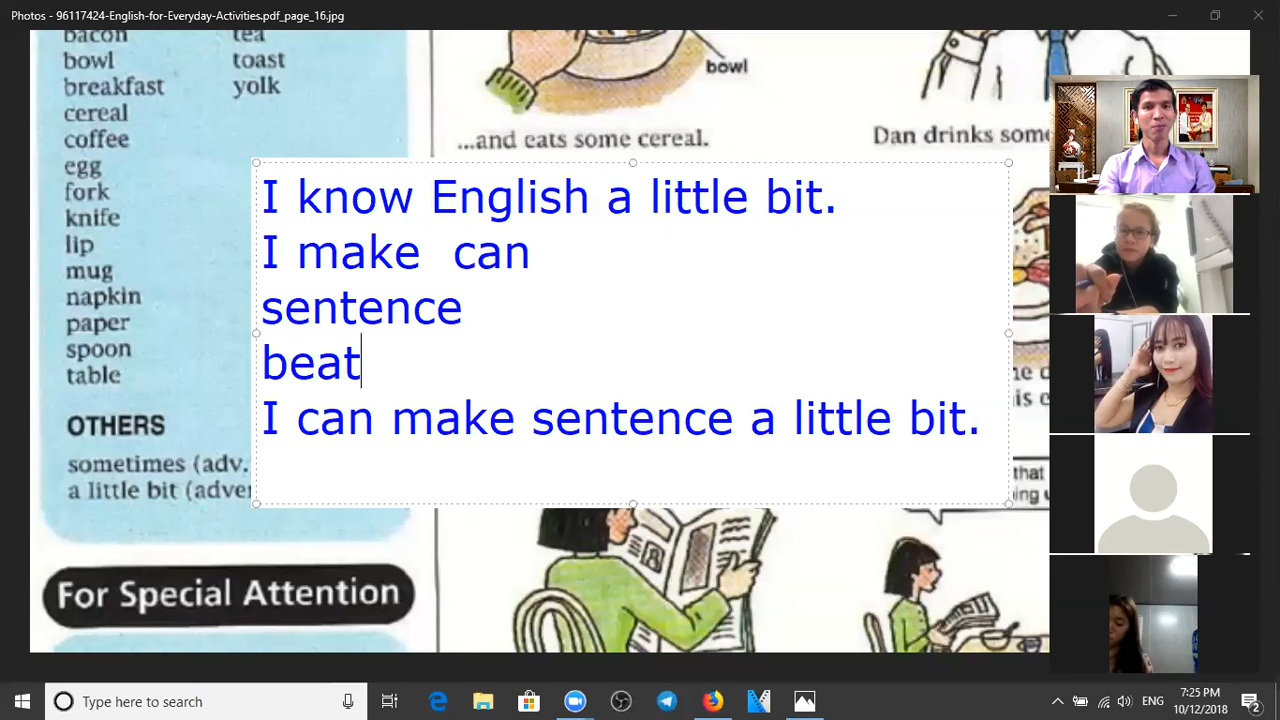 Photos - 96117424-English-for-Everyday-Activities.pdf_page_16.jpg
bacon tea
bowl toast
breakfast yolk
cereal
coffee
egg
fork
knife
lip
mug
napkin
paper
spoon
table
OTHERS
sometimes (adv.
a little bit (adve
For Special Attention
bowl
...and eats some cereal.
Dan drinks some
I know English a little bit.
I make  can
sentence
beat
I can make sentence a little bit.
that
Type here to search
ENG
7:25 PM
10/12/2018
2